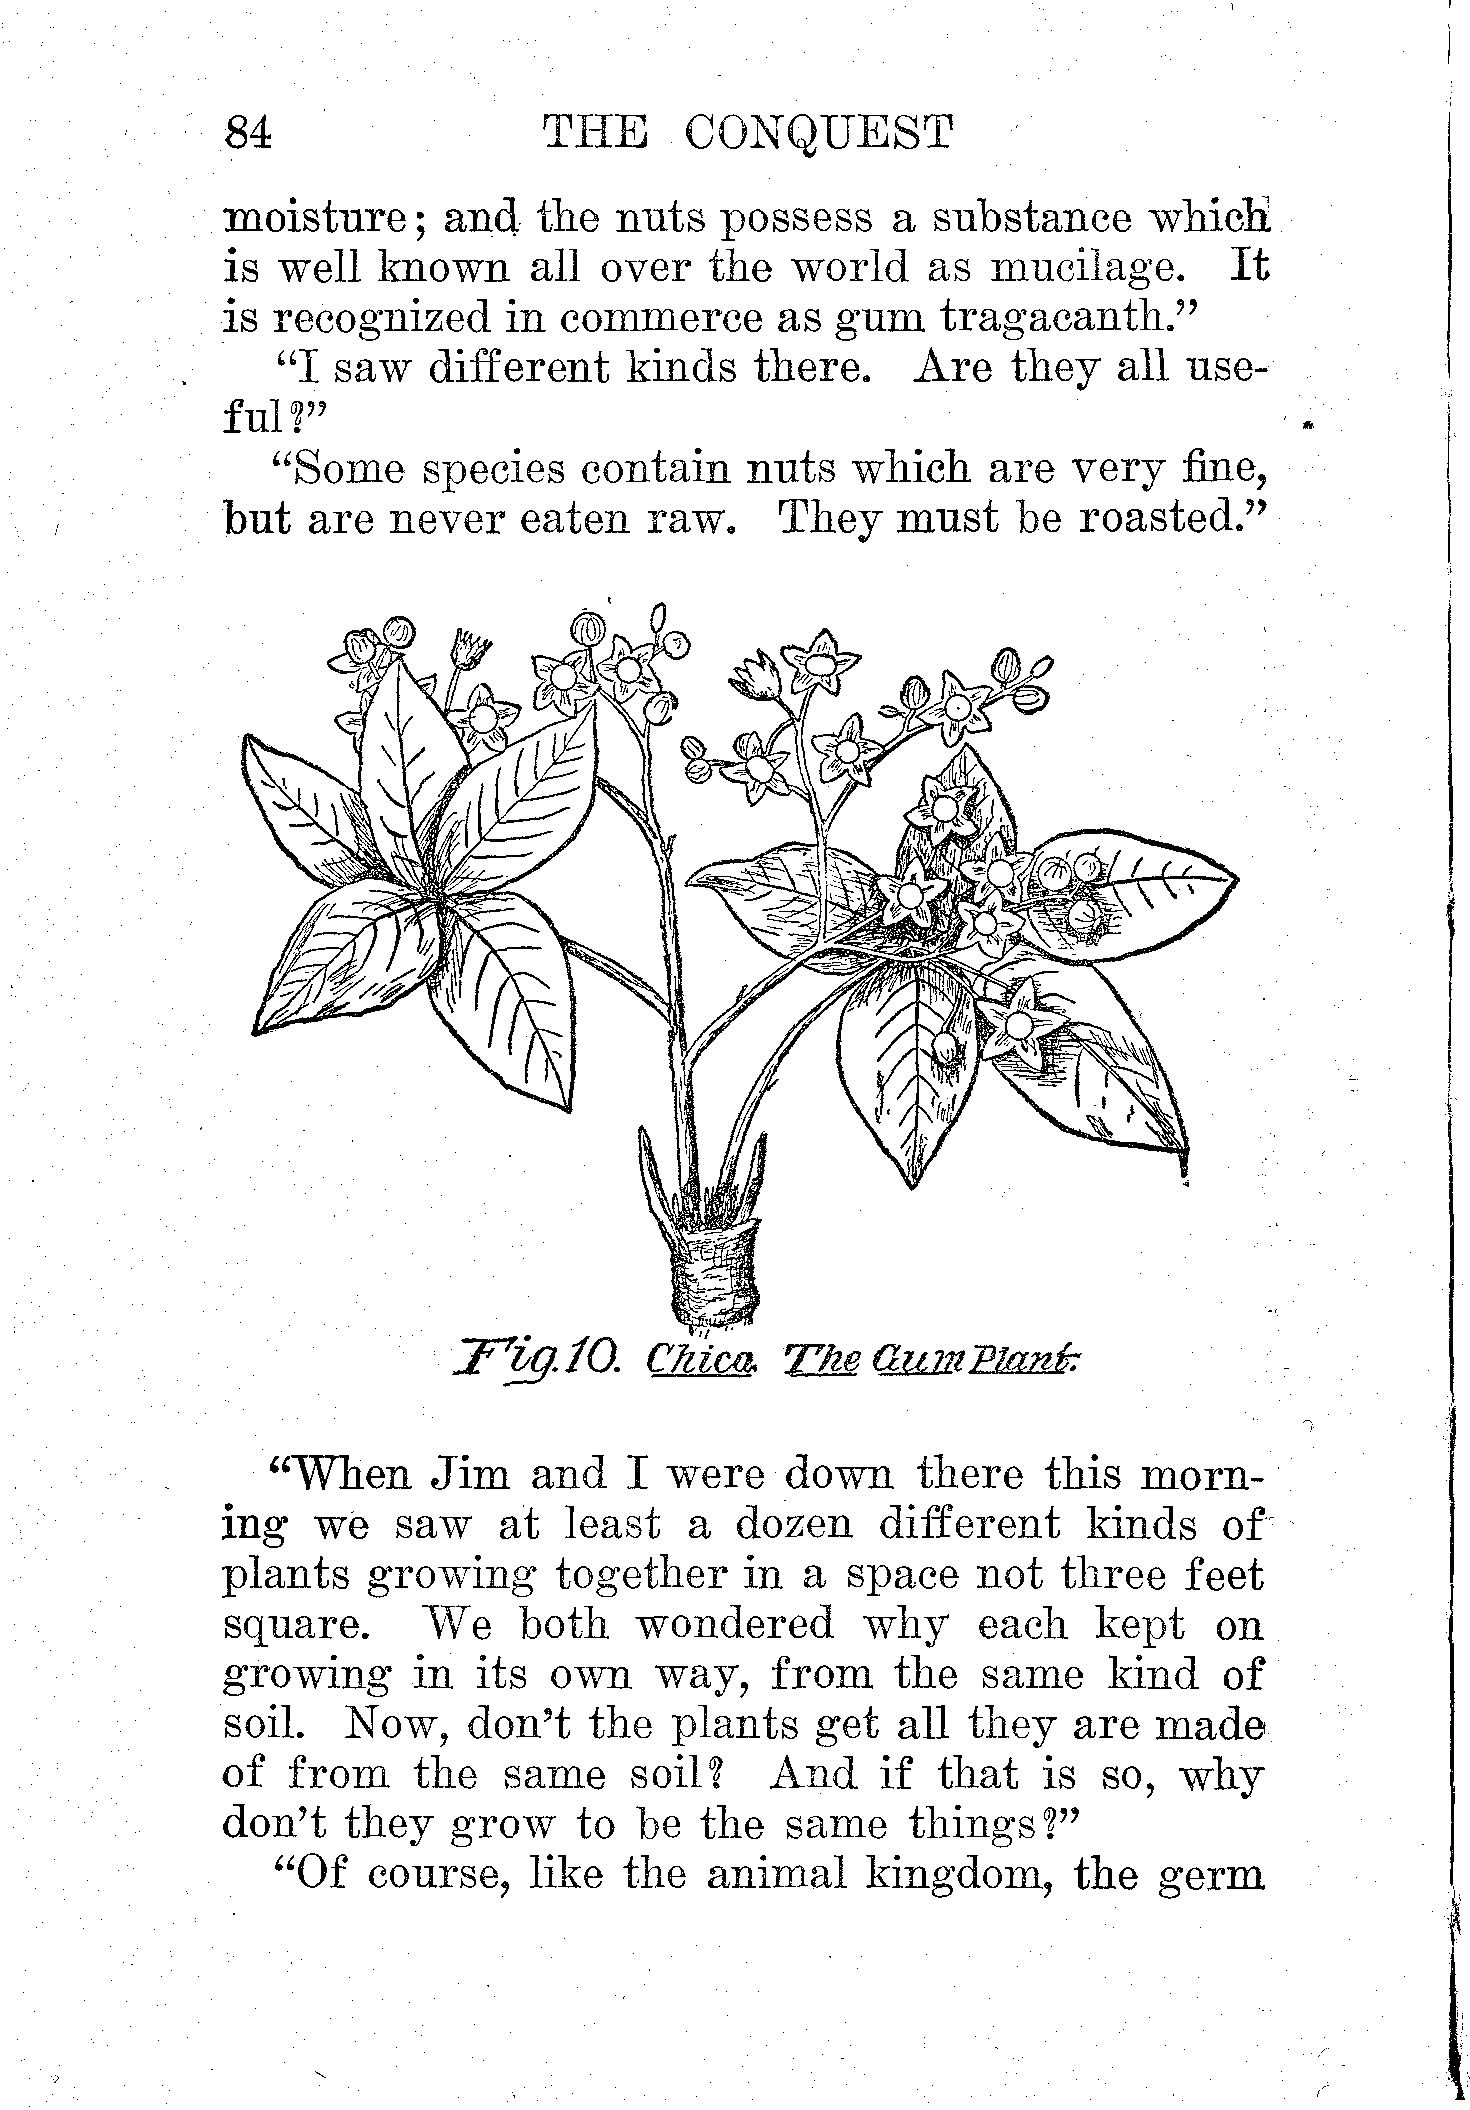 84 THE CONQUEST
moisture; and the nuts possess a substance which
is well known all over the world as mucilage. It
is recognized in commerce as gum tragacanth.”
“I saw different kinds there. Are they all use-
ful?”
“Some species contain nuts which are very fine,
but are never eaten raw. They must be roasted.”
Fig. 10. Chica. The Gum Plant.
“When Jim and I were down there this morn-
ing we saw at least a dozen different kinds of
plants growing together in a space not three feet
square. We both wondered why each kept on
growing in its own way, from the same kind of
soil. Now, don’t the plants get all they are made
of from the same soil? And if that is so, why
don’t they grow to be the same things?”
“Of course, like the animal kingdom, the germ